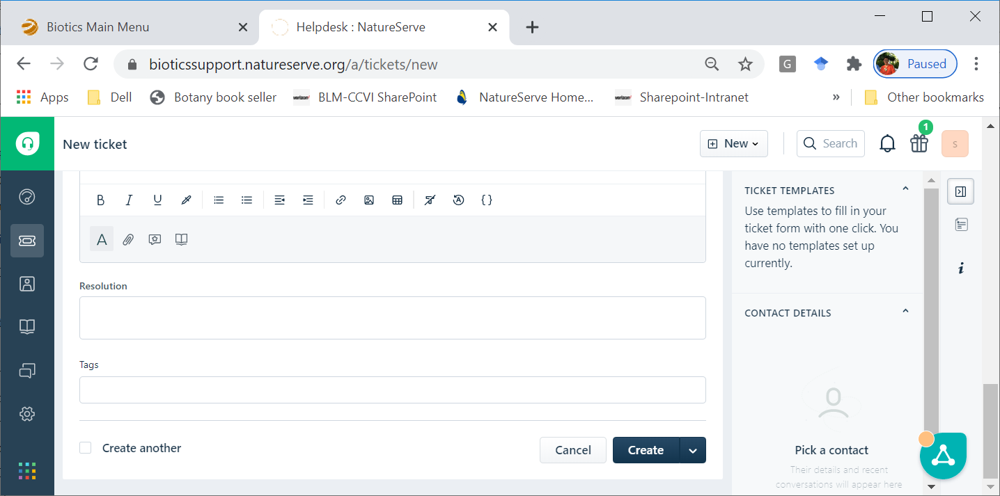 Biotics Main Menu
Helpdesk : NatureServe
bioticssupport.natureserve.org/a/tickets/new
G
Paused
Apps
Dell
Botany book seller
verizon
BLM-CCVI SharePoint
NatureServe Home...
verizon
Sharepoint-Intranet
»
Other bookmarks
New ticket
New
Search
1
s
B I U
{}
A
Resolution
Tags
Create another
Cancel
Create
TICKET TEMPLATES
Use templates to fill in your
ticket form with one click. You
have no templates set up
currently.
CONTACT DETAILS
Pick a contact
Their details and recent
conversations will appear here
i